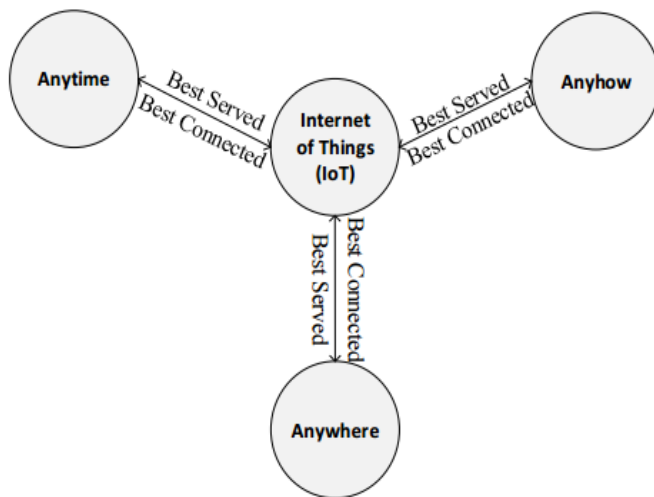 Anytime
Best Served
Best Connected
Internet
of Things
(IoT)
Best Served
Best Connected
Anyhow
Best Connected
Best Served
Anywhere